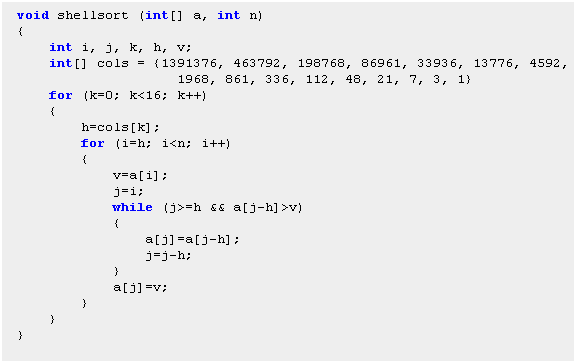 void shellsort (int[] a, int n)
{
    int i, j, k, h, v;
    int[] cols = {1391376, 463792, 198768, 86961, 33936, 13776, 4592,
                    1968, 861, 336, 112, 48, 21, 7, 3, 1}
    for (k=0; k<16; k++)
    {
        h=cols[k];
        for (i=h; i<n; i++)
        {
            v=a[i];
            j=i;
            while (j>=h && a[j-h]>v)
            {
                a[j]=a[j-h];
                j=j-h;
            }
            a[j]=v;
        }
    }
}